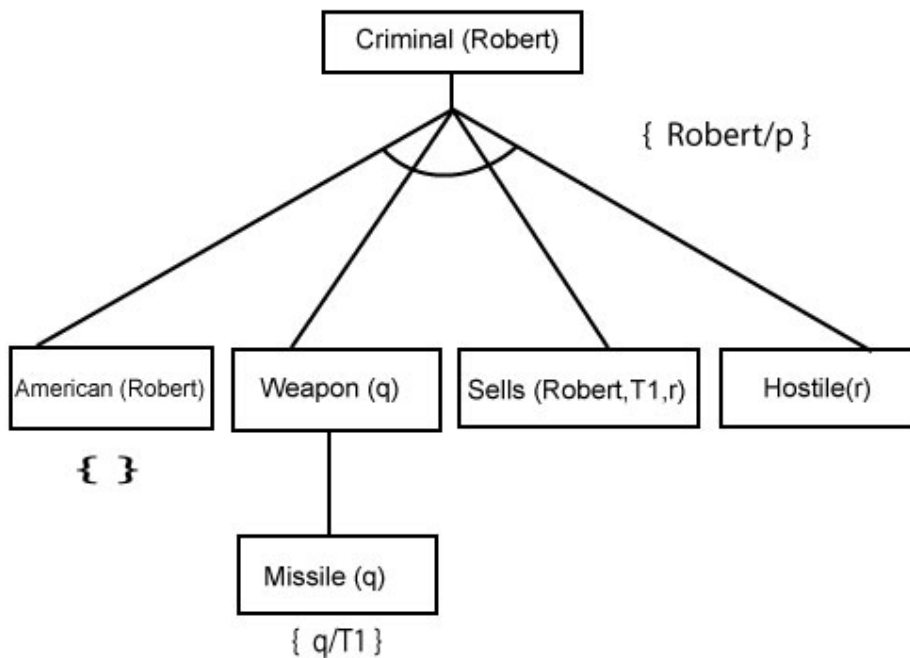 Criminal (Robert)
{ Robert/p }
American (Robert)
Weapon (q)
Sells (Robert,T1,r)
Hostile(r)
{ }
Missile (q)
{ q/T1 }